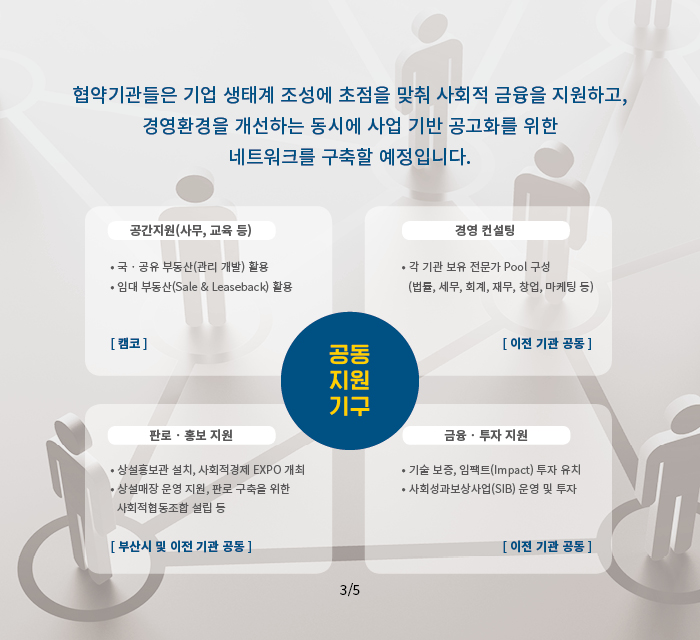 협약기관들은 기업 생태계 조성에 초점을 맞춰 사회적 금융을 지원하고,
경영환경을 개선하는 동시에 사업 기반 공고화를 위한
네트워크를 구축할 예정입니다.
공간지원(사무, 교육 등)
• 국 · 공유 부동산(관리 개발) 활용
• 임대 부동산(Sale & Leaseback) 활용
[ 캠코 ]
경영 컨설팅
• 각 기관 보유 전문가 Pool 구성
(법률, 세무, 회계, 재무, 창업, 마케팅 등)
[ 이전 기관 공동 ]
공동
지원
기구
판로 · 홍보 지원
• 상설홍보관 설치, 사회적경제 EXPO 개최
• 상설매장 운영 지원, 판로 구축을 위한
사회적협동조합 설립 등
[ 부산시 및 이전 기관 공동 ]
금융 · 투자 지원
• 기술 보증, 임팩트(Impact) 투자 유치
• 사회성과보상사업(SIB) 운영 및 투자
[ 이전 기관 공동 ]
3/5